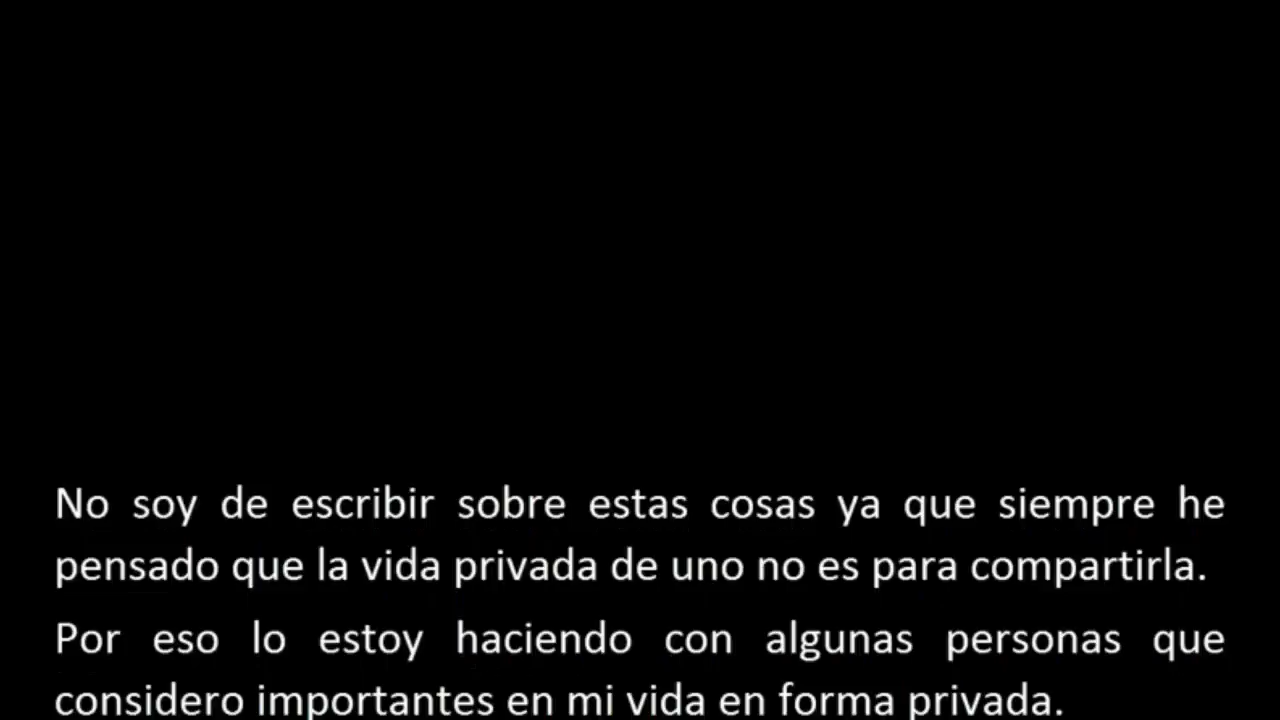 No soy de escribir sobre estas cosas ya que siempre he
pensado que la vida privada de uno no es para compartirla.
Por eso lo estoy haciendo con algunas personas que
considero importantes en mi vida en forma privada.